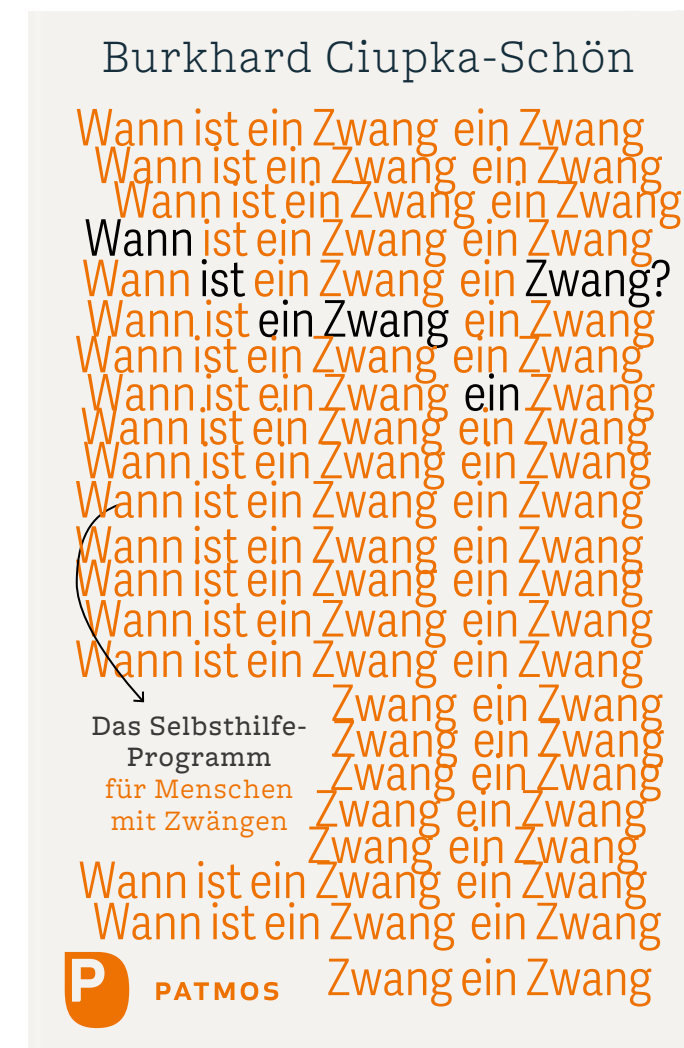 Burkhard Ciupka-Schön
Wann ist ein Zwang ein Zwang
Wann ist ein Zwang ein Zwang
Wann ist ein Zwang ein Zwang
Wann ist ein Zwang ein Zwang
Wann ist ein Zwang ein Zwang?
Wann ist ein Zwang ein Zwang
Wann ist ein Zwang ein Zwang
Wann ist ein Zwang ein Zwang
Wann ist ein Zwang ein Zwang
Wann ist ein Zwang ein Zwang
Wann ist ein Zwang ein Zwang
Wann ist ein Zwang ein Zwang
Wann ist ein Zwang ein Zwang
Wann ist ein Zwang ein Zwang
Wann ist ein Zwang ein Zwang
Zwang ein Zwang
Zwang ein Zwang
Zwang ein Zwang
Zwang ein Zwang
Zwang ein Zwang
Das Selbsthilfe-
Programm
für Menschen
mit Zwängen
Wann ist ein Zwang ein Zwang
Wann ist ein Zwang ein Zwang
Zwang ein Zwang
P
PATMOS